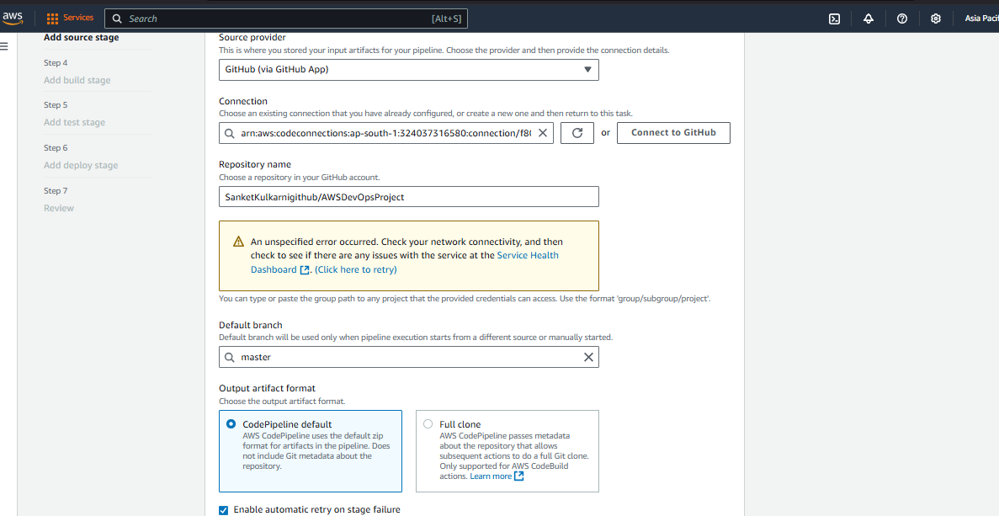 aws
Services
Search
[Alt+S]
Asia Pacif
Add source stage
Step 4
Add build stage
Step 5
Add test stage
Step 6
Add deploy stage
Step 7
Review
Source provider
This is where you stored your input artifacts for your pipeline. Choose the provider and then provide the connection details.
GitHub (via GitHub App)
Connection
Choose an existing connection that you have already configured, or create a new one and then return to this task.
arn:aws:codeconnections:ap-south-1:324037316580:connection/f80
or
Connect to GitHub
Repository name
Choose a repository in your GitHub account.
SanketKulkarnigithub/AWSDevOpsProject
An unspecified error occurred. Check your network connectivity, and then
check to see if there are any issues with the service at the Service Health
Dashboard . (Click here to retry)
You can type or paste the group path to any project that the provided credentials can access. Use the format 'group/subgroup/project'.
Default branch
Default branch will be used only when pipeline execution starts from a different source or manually started.
master
Output artifact format
Choose the output artifact format.
CodePipeline default
AWS CodePipeline uses the default zip
format for artifacts in the pipeline. Does
not include Git metadata about the
repository.
Full clone
AWS CodePipeline passes metadata
about the repository that allows
subsequent actions to do a full Git clone.
Only supported for AWS CodeBuild
actions. Learn more
Enable automatic retry on stage failure